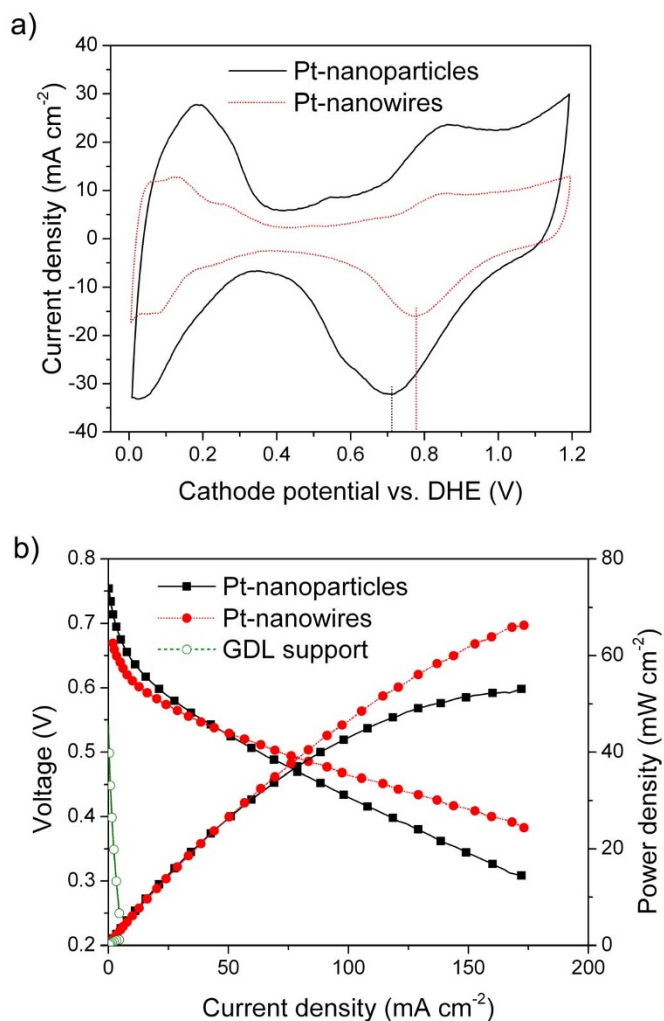 a)
40
30
20
10
0
-10
-20
-30
-40
Current density (mA cm⁻²)
Pt-nanoparticles
Pt-nanowires
0.0 0.2 0.4 0.6 0.8 1.0 1.2
Cathode potential vs. DHE (V)
b)
0.8
0.7
0.6
0.5
0.4
0.3
0.2
Voltage (V)
Pt-nanoparticles
Pt-nanowires
GDL support
80
60
40
20
0
Power density (mW cm⁻²)
0 50 100 150 200
Current density (mA cm⁻²)